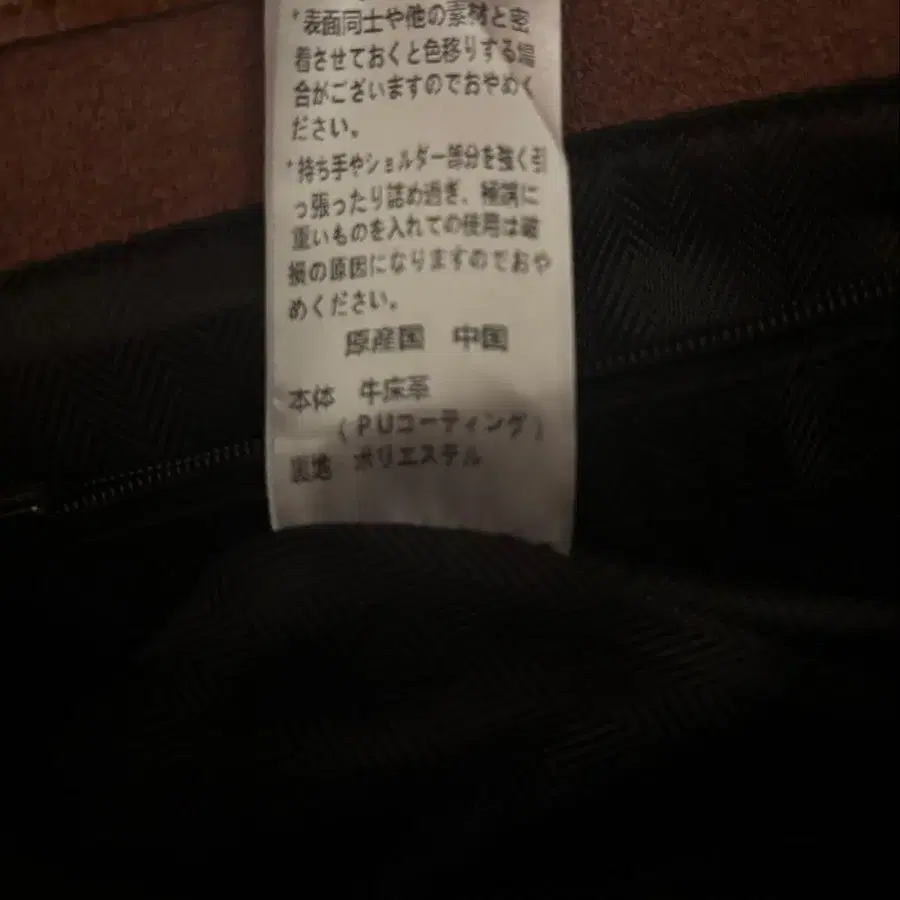 *表面同士や他の素材と密
着させておくと色移りする場
合がございますのでおやめく
ださい。
*持ち手やショルダー部分を強く引
っ張ったり詰め過ぎ、極端に
重いものを入れての使用は破
損の原因になりますのでおや
めください。
原産国 中国
本体 牛床革
(PUコーティング)
裏地 ポリエステル